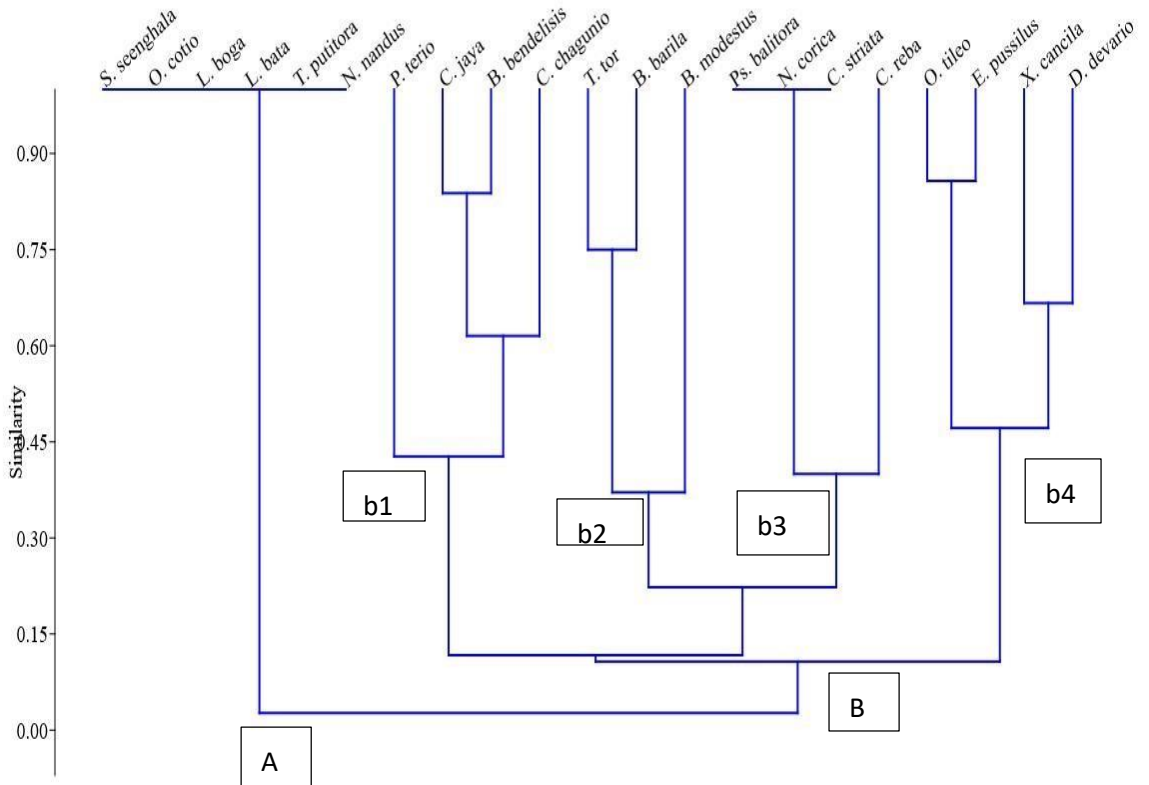 S. seenghala
O. cotio
L. boga
L. bata
T. putitora
N. nandus
P. terio
C. jaya
B. bendelisis
C. chagunio
T. tor
B. barila
B. modestus
Ps. balitora
N. corica
C. striata
C. reba
O. tileo
E. pussilus
X. cancila
D. devario
0.90
0.75
0.60
0.45
0.30
0.15
0.00
Similarity
b1
b2
b3
b4
B
A